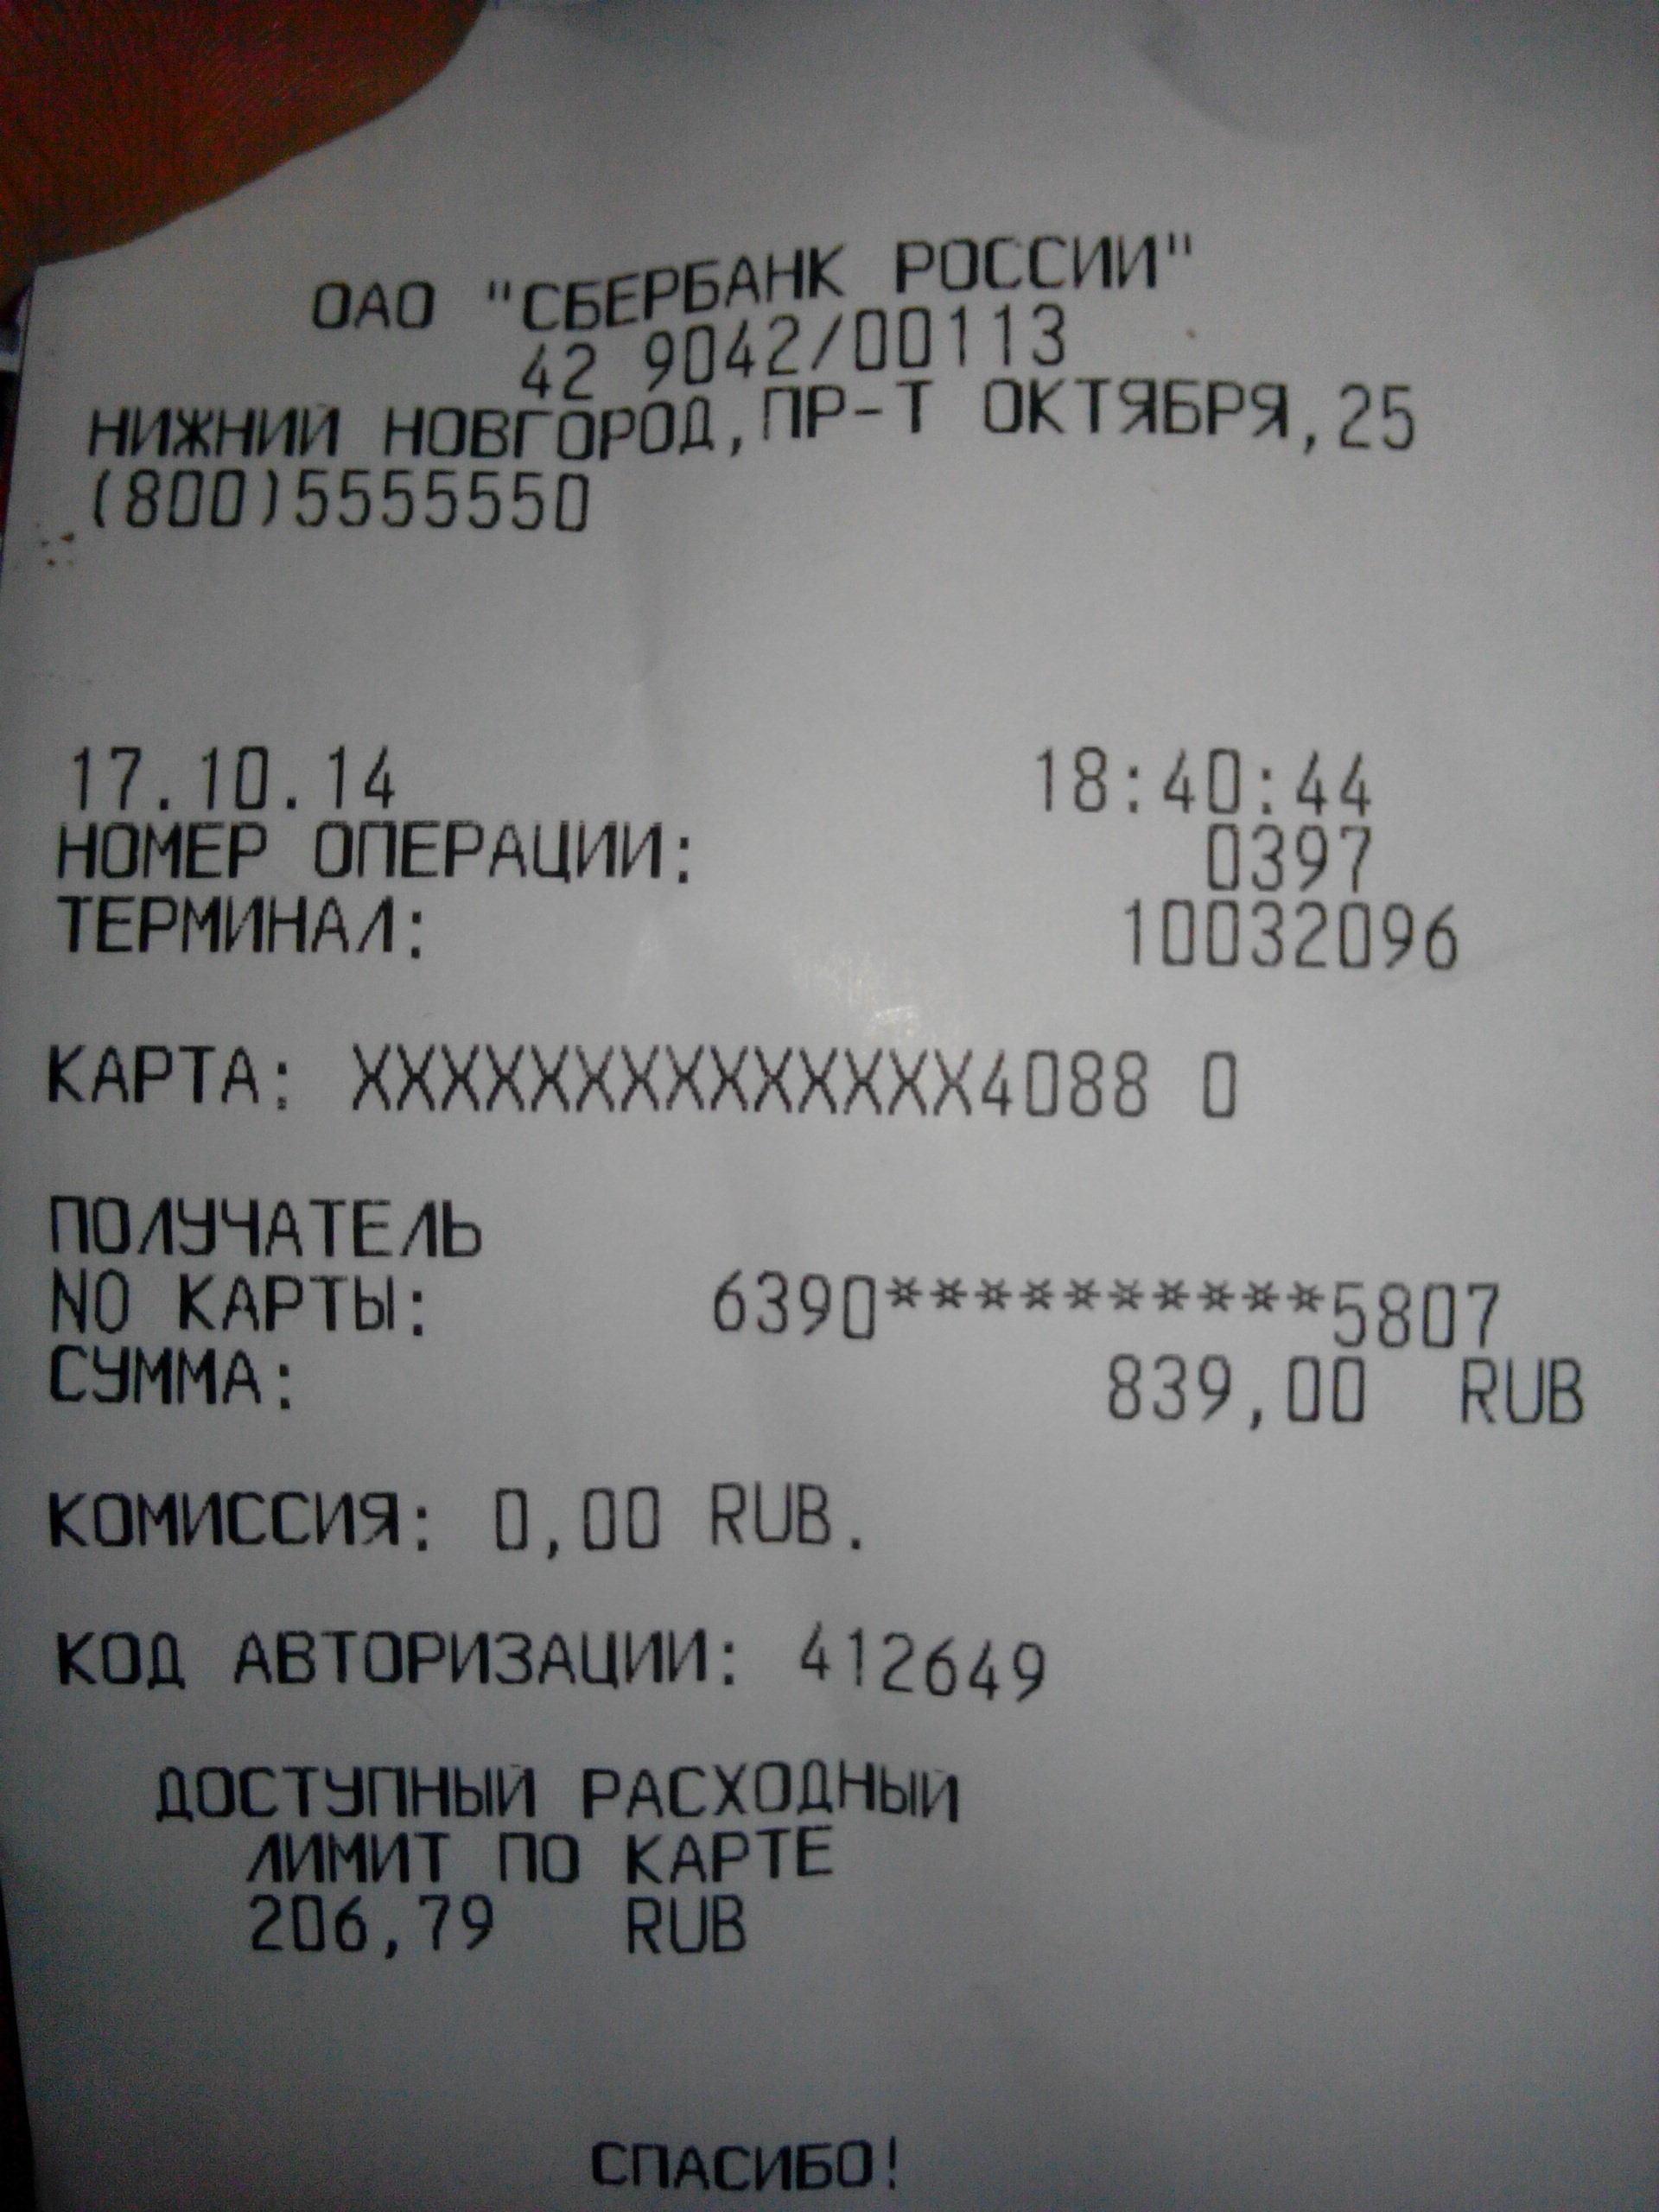 ОАО "СБЕРБАНК РОССИИ"
42 9042/00113
НИЖНИЙ НОВГОРОД,ПР-Т ОКТЯБРЯ,25
(800)5555550
17.10.14 18:40:44
НОМЕР ОПЕРАЦИИ: 0397
ТЕРМИНАЛ: 10032096
КАРТА: XXXXXXXXXXXXXX4088 0
ПОЛУЧАТЕЛЬ
NO КАРТЫ: 6390**********5807
СУММА: 839,00 RUB
КОМИССИЯ: 0,00 RUB.
КОД АВТОРИЗАЦИИ: 412649
ДОСТУПНЫЙ РАСХОДНЫЙ
ЛИМИТ ПО КАРТЕ
206,79 RUB
СПАСИБО!